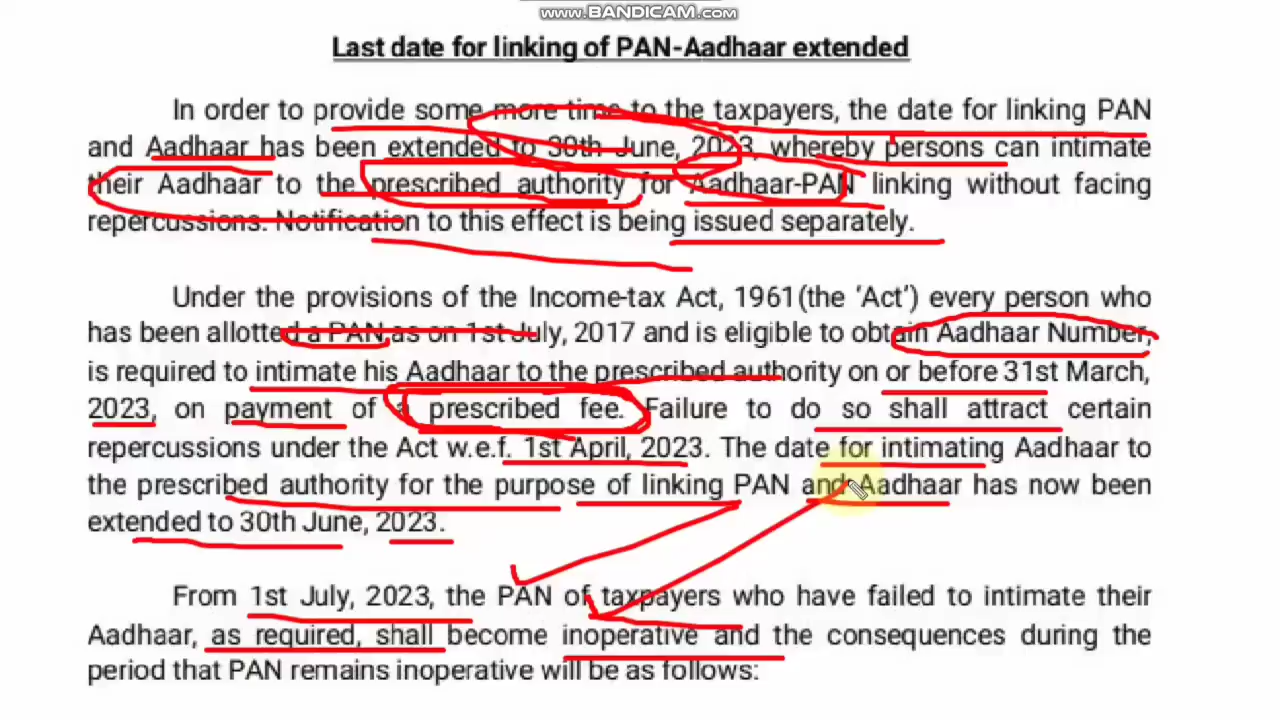 www.BANDICAM.com
Last date for linking of PAN-Aadhaar extended
In order to provide some more time to the taxpayers, the date for linking PAN
and Aadhaar has been extended to 30th June, 2023, whereby persons can intimate
their Aadhaar to the prescribed authority for Aadhaar-PAN linking without facing
repercussions. Notification to this effect is being issued separately.
Under the provisions of the Income-tax Act, 1961(the ‘Act’) every person who
has been allotted a PAN as on 1st July, 2017 and is eligible to obtain Aadhaar Number,
is required to intimate his Aadhaar to the prescribed authority on or before 31st March,
2023, on payment of a prescribed fee. Failure to do so shall attract certain
repercussions under the Act w.e.f. 1st April, 2023. The date for intimating Aadhaar to
the prescribed authority for the purpose of linking PAN and Aadhaar has now been
extended to 30th June, 2023.
From 1st July, 2023, the PAN of taxpayers who have failed to intimate their
Aadhaar, as required, shall become inoperative and the consequences during the
period that PAN remains inoperative will be as follows: